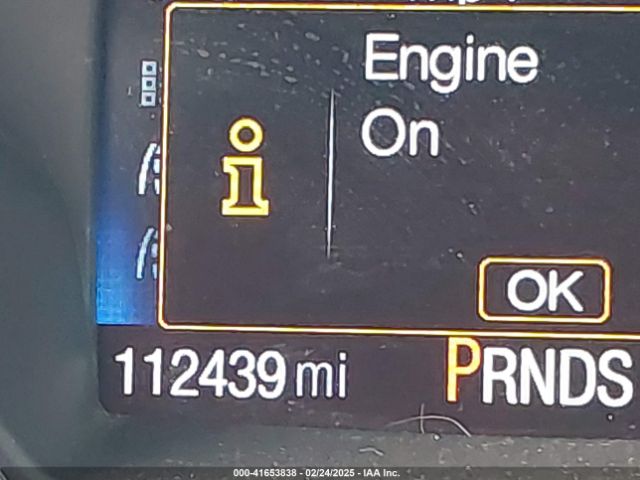 Engine
On
OK
112439 mi PRNDS
000-41653838 - 02/24/2025 - IAA Inc.